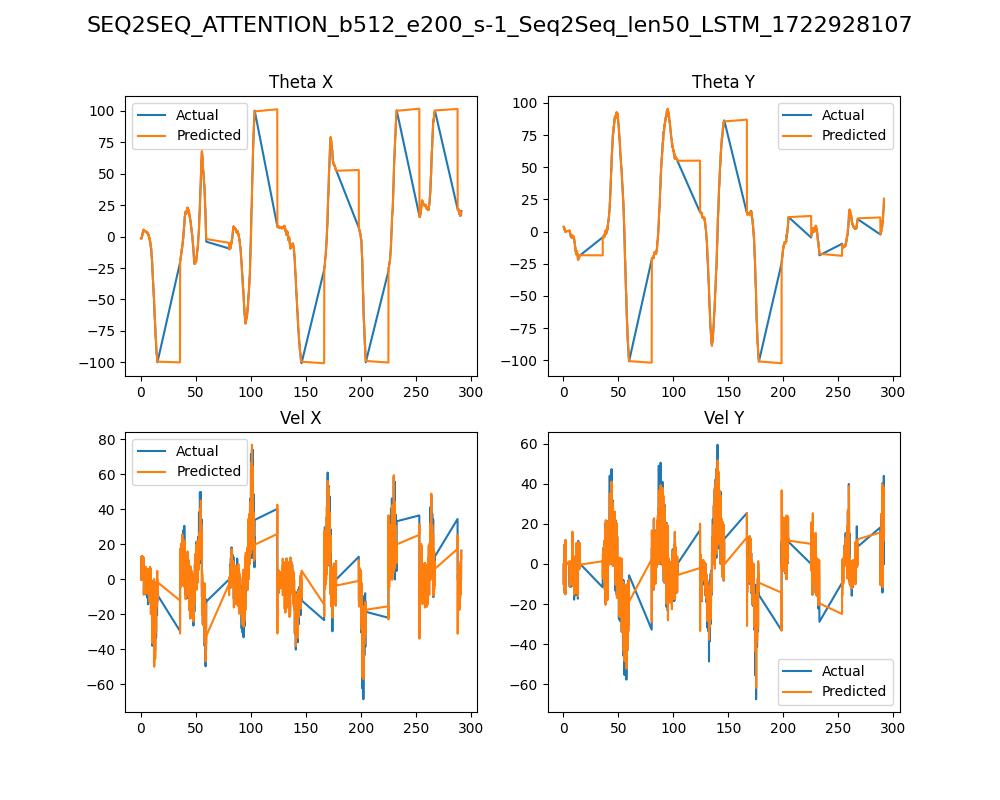 SEQ2SEQ_ATTENTION_b512_e200_s-1_Seq2Seq_len50_LSTM_1722928107
Theta X
Actual
Predicted
100
75
50
25
0
−25
−50
−75
−100
0 50 100 150 200 250 300
Theta Y
Actual
Predicted
100
75
50
25
0
−25
−50
−75
−100
0 50 100 150 200 250 300
Vel X
Actual
Predicted
80
60
40
20
0
−20
−40
−60
0 50 100 150 200 250 300
Vel Y
60
40
20
0
−20
−40
−60
Actual
Predicted
0 50 100 150 200 250 300